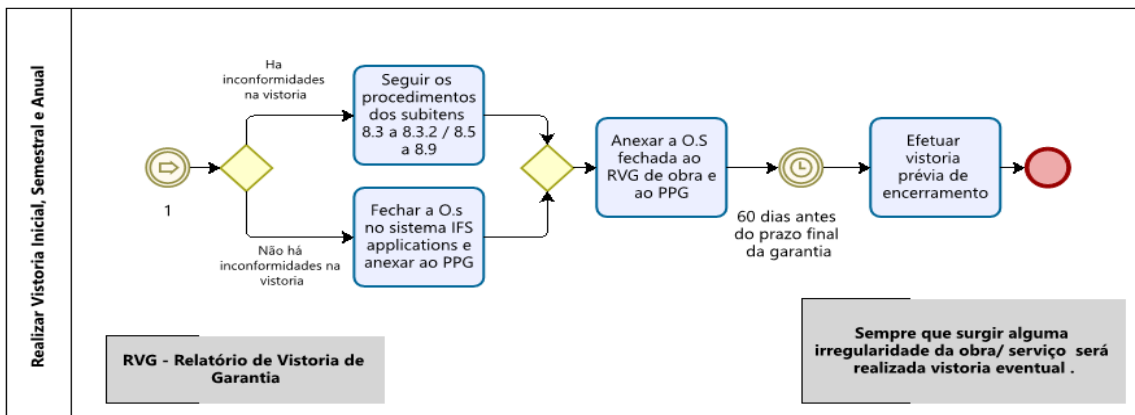 Realizar Vistoria Inicial, Semestral e Anual
1
Ha
inconformidades
na vistoria
Não há
inconformidades na
vistoria
Seguir os
procedimentos
dos subitens
8.3 a 8.3.2 / 8.5
a 8.9
Fechar a O.s
no sistema IFS
applications e
anexar ao PPG
Anexar a O.S
fechada ao
RVG de obra e
ao PPG
60 dias antes
do prazo final
da garantia
Efetuar
vistoria
prévia de
encerramento
RVG - Relatório de Vistoria de
Garantia
Sempre que surgir alguma
irregularidade da obra/ serviço será
realizada vistoria eventual .